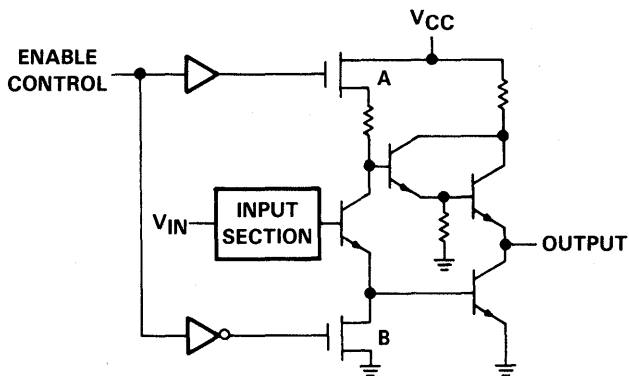 VCC
ENABLE
CONTROL
A
VIN
INPUT
SECTION
OUTPUT
B